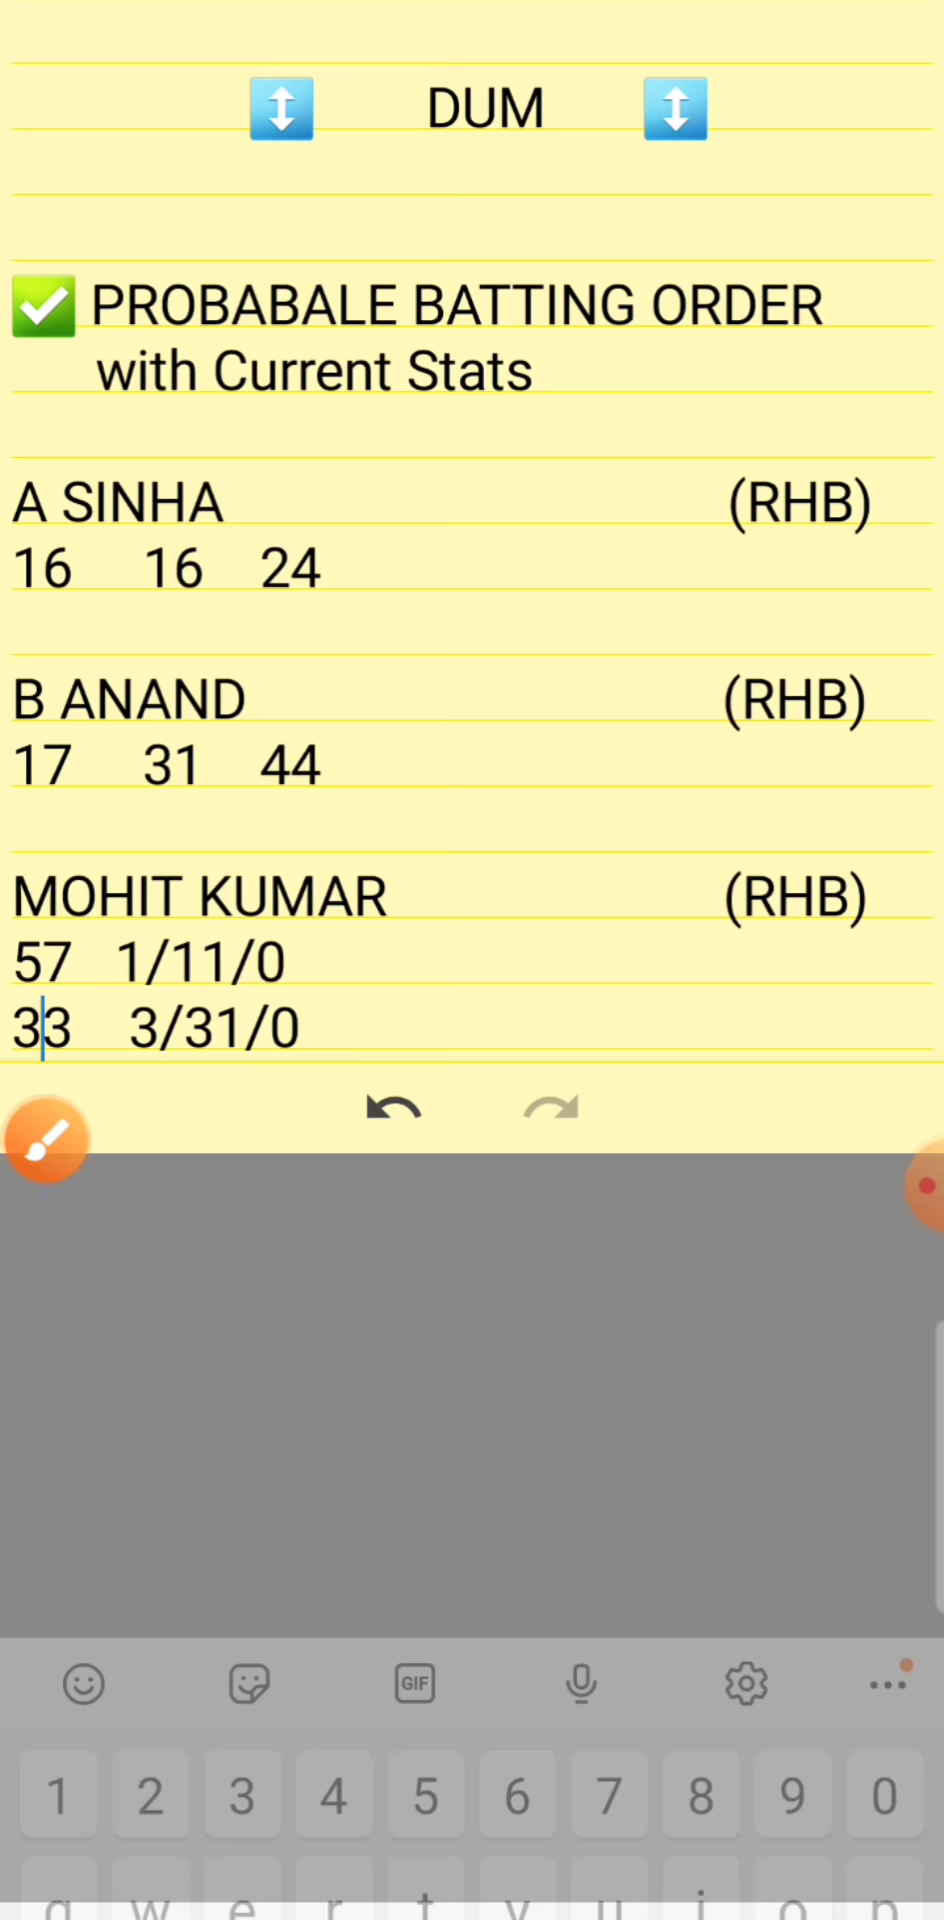 ↕️ DUM ↕️
✅ PROBABALE BATTING ORDER
with Current Stats
A SINHA (RHB)
16 16 24
B ANAND (RHB)
17 31 44
MOHIT KUMAR (RHB)
57 1/11/0
33 3/31/0
GIF
1 2 3 4 5 6 7 8 9 0
q w e r t y u i o p